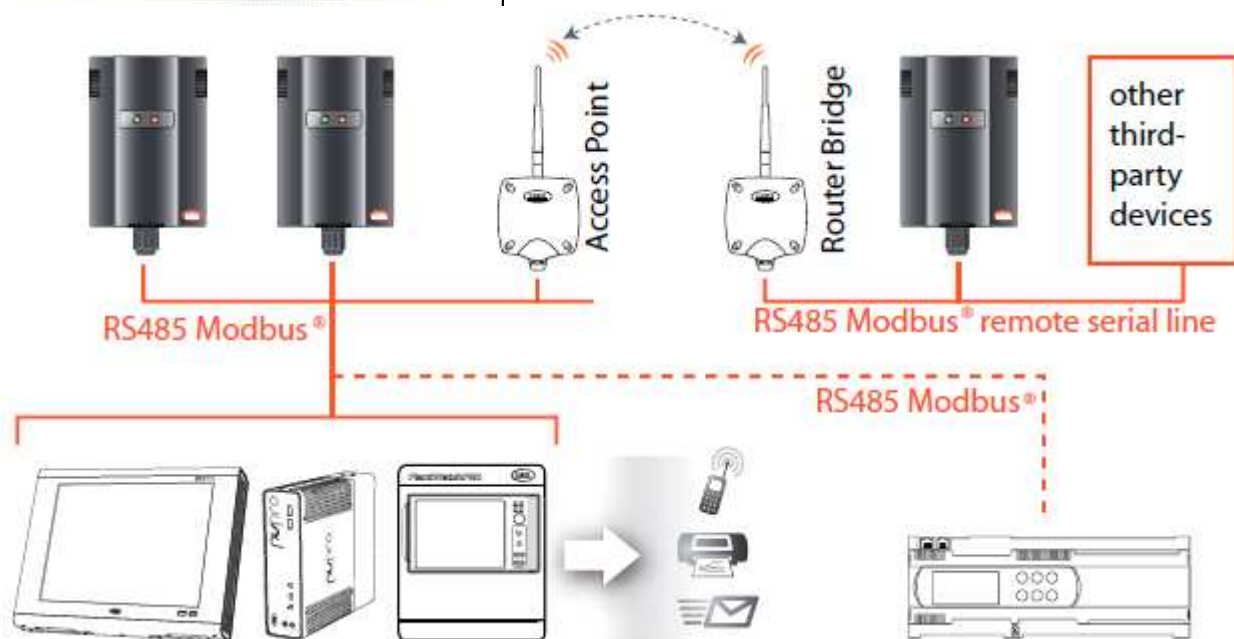 Access Point
Router Bridge
other
third-
party
devices
RS485 Modbus®
RS485 Modbus® remote serial line
RS485 Modbus®